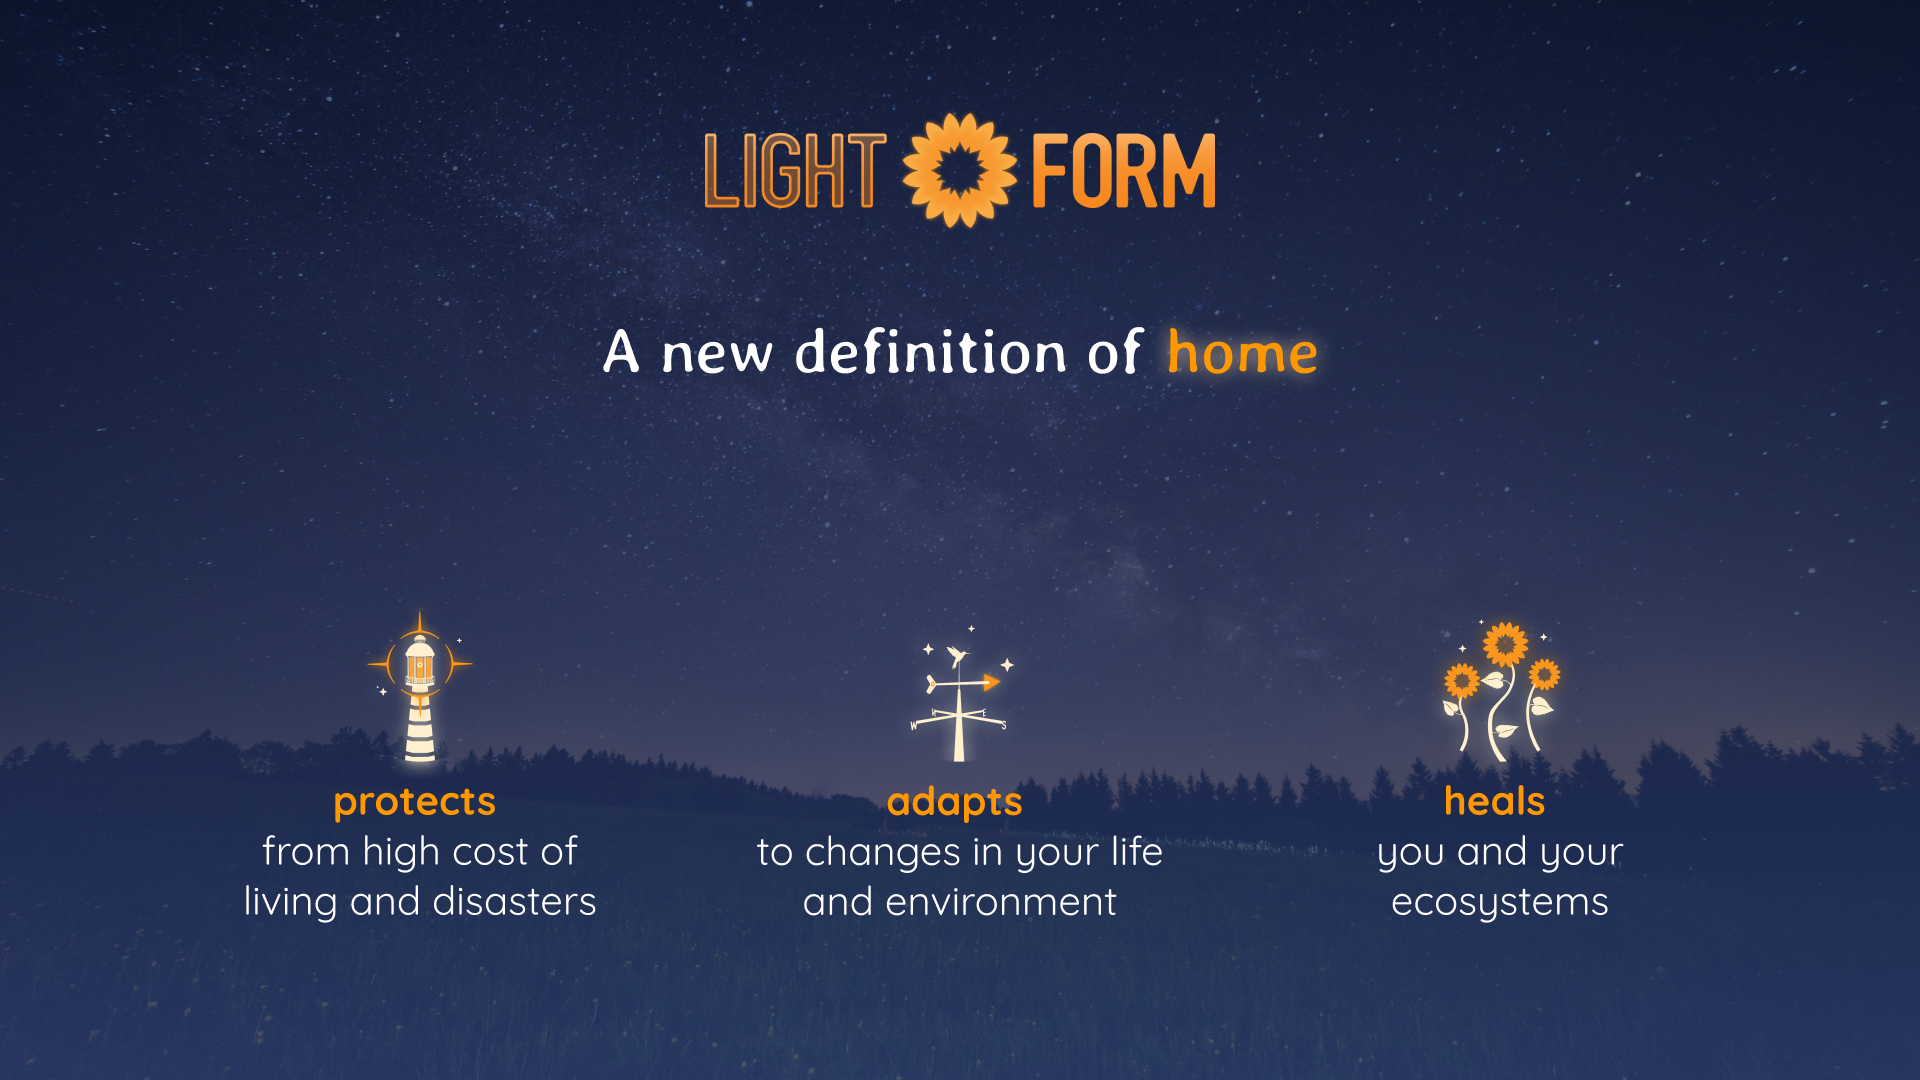 LIGHT FORM
A new definition of home
protects
from high cost of
living and disasters
W N E S
adapts
to changes in your life
and environment
heals
you and your
ecosystems